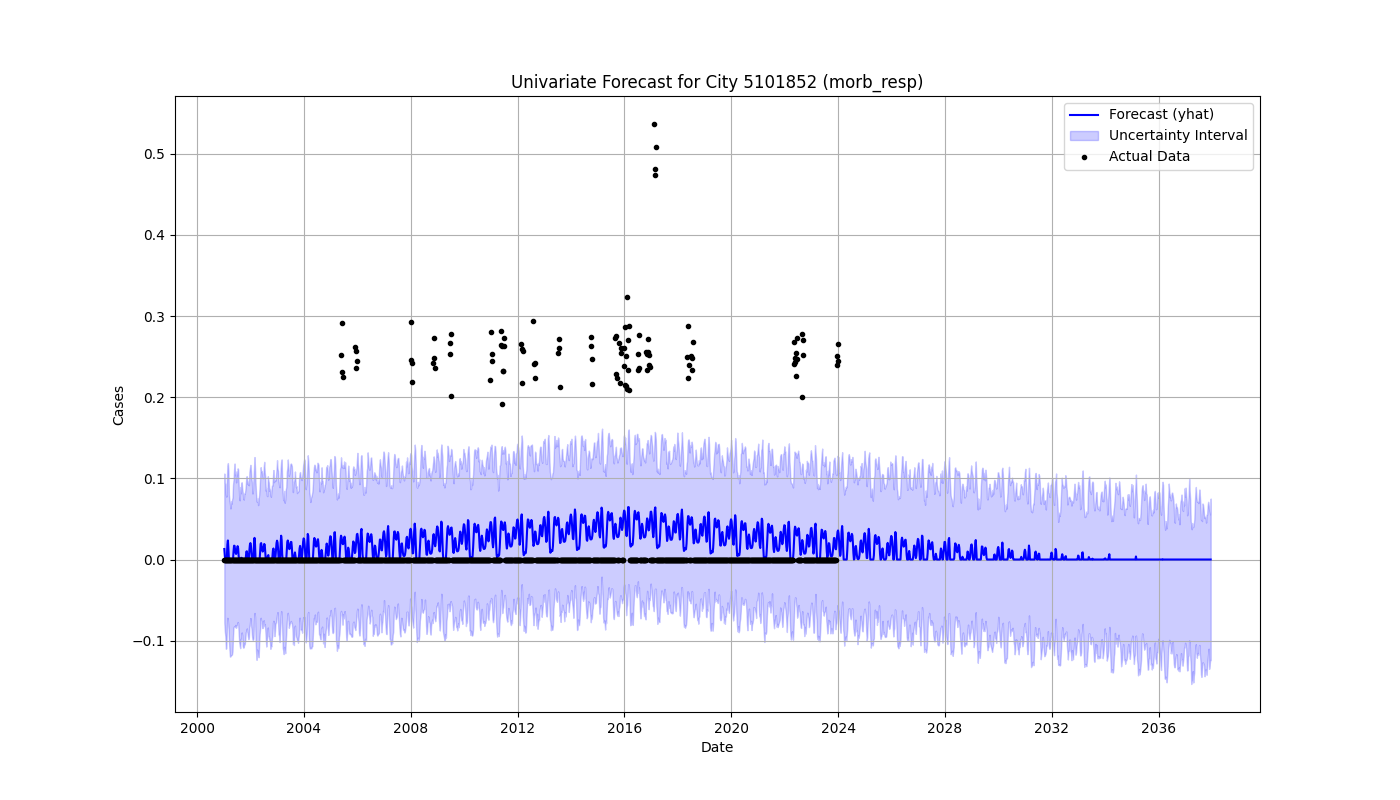 Univariate Forecast for City 5101852 (morb_resp)
Forecast (yhat)
Uncertainty Interval
Actual Data
Cases
0.5
0.4
0.3
0.2
0.1
0.0
−0.1
2000 2004 2008 2012 2016 2020 2024 2028 2032 2036
Date